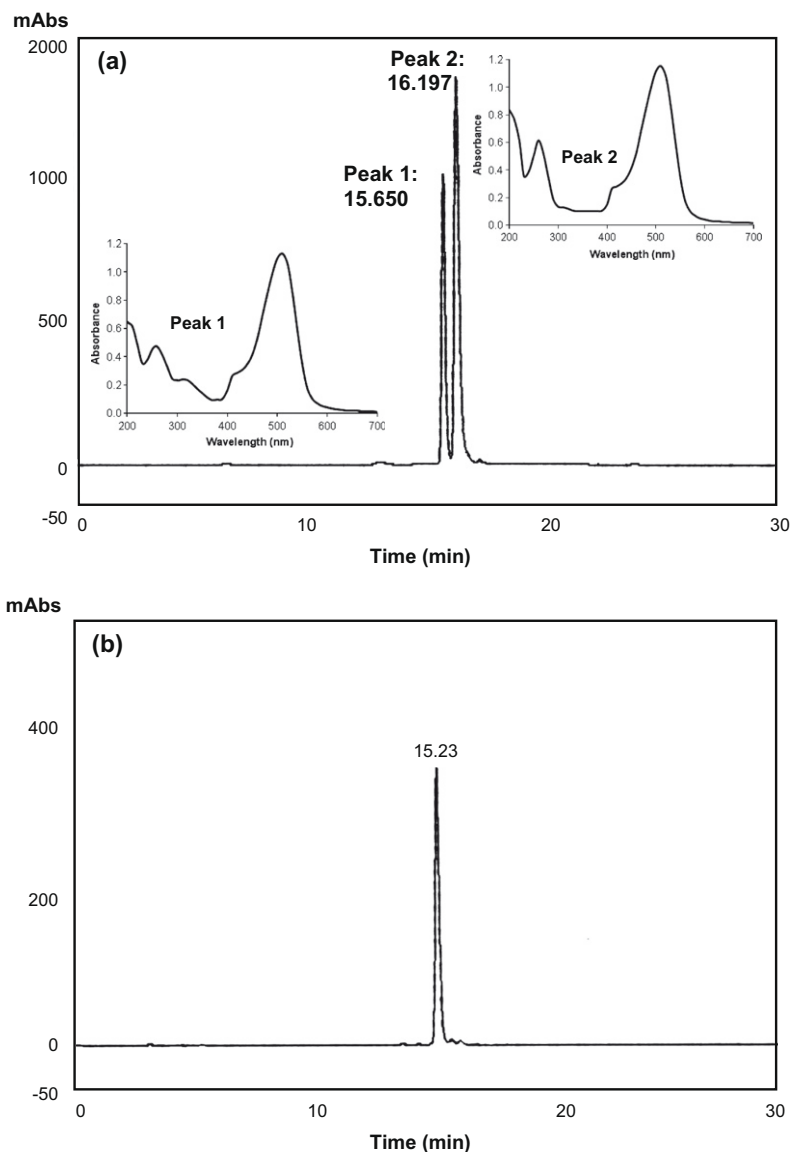 mAbs
2000
(a)
Peak 2:
16.197
1.2
1.0
0.8
0.6
0.4
0.2
0.0
Absorbance
Peak 2
200 300 400 500 600 700
Wavelength (nm)
1000
Peak 1:
15.650
1.2
1.0
0.8
0.6
0.4
0.2
0.0
Absorbance
Peak 1
200 300 400 500 600 700
Wavelength (nm)
500
0
-50
0 10 20 30
Time (min)
mAbs
(b)
400
15.23
200
0
-50
0 10 20 30
Time (min)